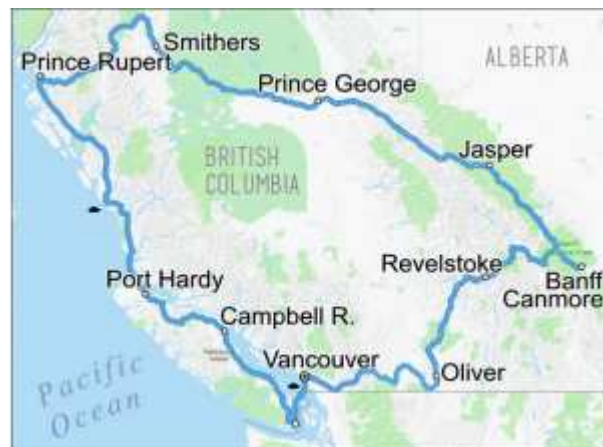 Smithers
Prince Rupert
ALBERTA
Prince George
Jasper
BRITISH
COLUMBIA
Revelstoke
Banff
Canmore
Port Hardy
Campbell R.
Vancouver
Oliver
Pacific
Ocean